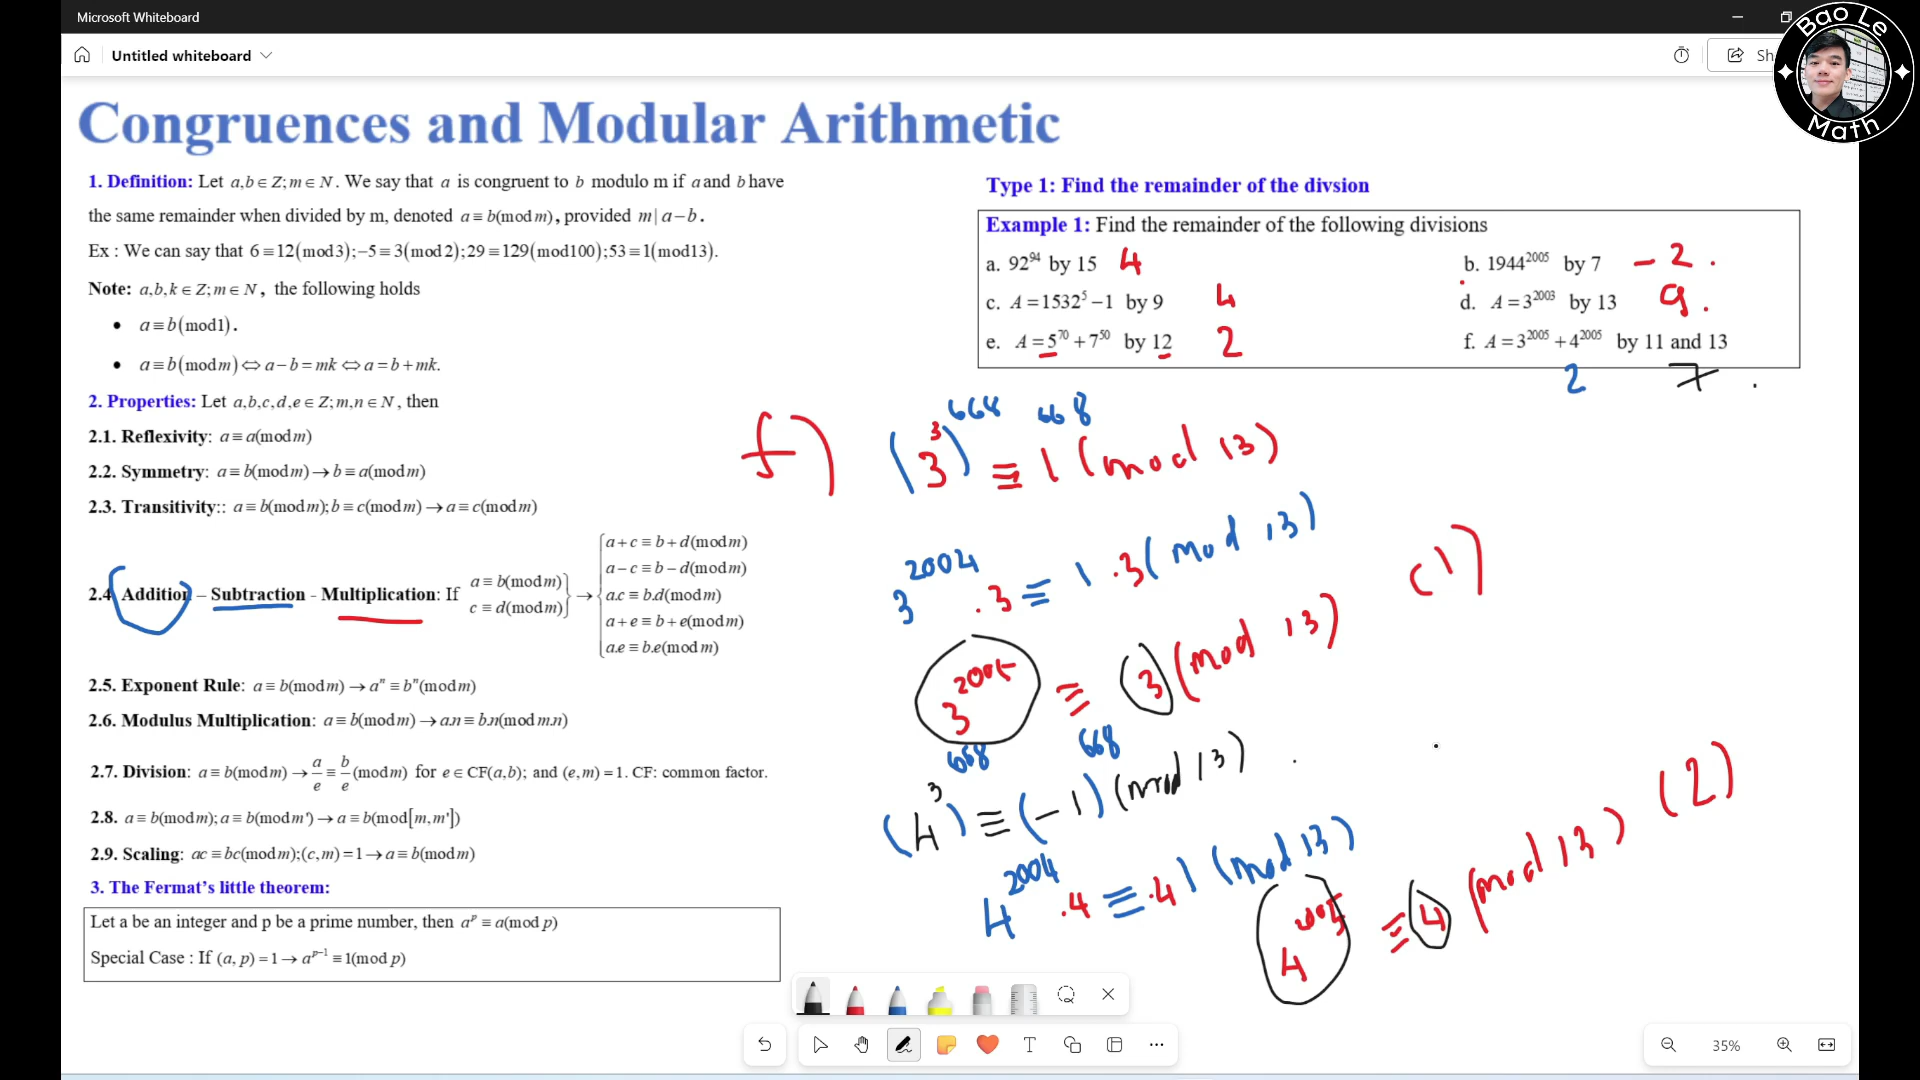 Microsoft Whiteboard
Untitled whiteboard
Sh
Bao Le
Math
Congruences and Modular Arithmetic
1. Definition: Let a,b ∈ Z; m ∈ N. We say that a is congruent to b modulo m if a and b have
the same remainder when divided by m, denoted a ≡ b(mod m), provided m | a − b.
Ex : We can say that 6 ≡ 12(mod 3); −5 ≡ 3(mod 2); 29 ≡ 129(mod 100); 53 ≡ 1(mod 13).
Note: a,b,k ∈ Z; m ∈ N, the following holds
• a ≡ b(mod 1).
• a ≡ b(mod m) ⇔ a − b = mk ⇔ a = b + mk.
2. Properties: Let a,b,c,d,e ∈ Z; m,n ∈ N, then
2.1. Reflexivity: a ≡ a(mod m)
2.2. Symmetry: a ≡ b(mod m) → b ≡ a(mod m)
2.3. Transitivity:: a ≡ b(mod m); b ≡ c(mod m) → a ≡ c(mod m)
2.4 Addition – Subtraction - Multiplication: If a ≡ b(mod m) c ≡ d(mod m) } → {
a + c ≡ b + d(mod m)
a − c ≡ b − d(mod m)
a.c ≡ b.d(mod m)
a + e ≡ b + e(mod m)
a.e ≡ b.e(mod m)
2.5. Exponent Rule: a ≡ b(mod m) → aⁿ ≡ bⁿ(mod m)
2.6. Modulus Multiplication: a ≡ b(mod m) → a.n ≡ b.n(mod m.n)
2.7. Division: a ≡ b(mod m) → a/e ≡ b/e (mod m) for e ∈ CF(a,b); and (e,m) = 1. CF: common factor.
2.8. a ≡ b(mod m); a ≡ b(mod m') → a ≡ b(mod[m,m'])
2.9. Scaling: ac ≡ bc(mod m); (c,m) = 1 → a ≡ b(mod m)
3. The Fermat's little theorem:
Let a be an integer and p be a prime number, then aᵖ ≡ a(mod p)
Special Case : If (a, p) = 1 → aᵖ⁻¹ ≡ 1(mod p)
Type 1: Find the remainder of the divsion
Example 1: Find the remainder of the following divisions
a. 92⁹⁴ by 15 4
b. 1944²⁰⁰⁵ by 7 − 2 .
c. A = 1532⁵ − 1 by 9 4
d. A = 3²⁰⁰³ by 13 9 .
e. A = 5⁷⁰ + 7⁵⁰ by 12 2
f. A = 3²⁰⁰⁵ + 4²⁰⁰⁵ by 11 and 13
2 7
f) (3³)⁶⁶⁸ ≡ 1⁶⁶⁸ (mod 13)
3²⁰⁰⁴ .3 ≡ 1 .3 (mod 13)
3²⁰⁰⁵ ≡ 3 (mod 13) (1)
(4³)⁶⁶⁸ ≡ (−1)⁶⁶⁸ (mod 13)
4²⁰⁰⁴ .4 ≡ .4 1 (mod 13)
4²⁰⁰⁵ ≡ 4 (mod 13) (2)
35%